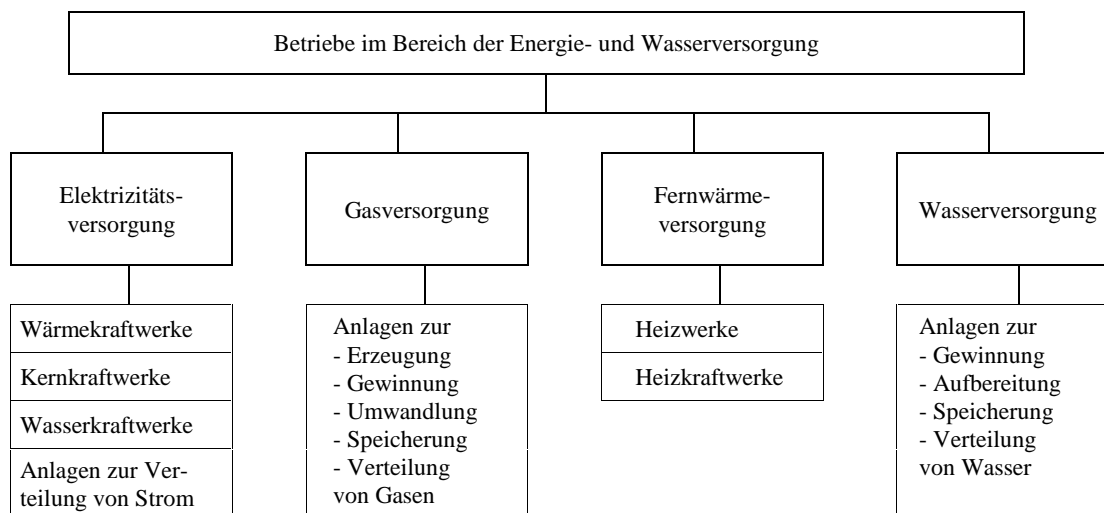 Betriebe im Bereich der Energie- und Wasserversorgung
Elektrizitäts-
versorgung
Gasversorgung
Fernwärme-
versorgung
Wasserversorgung
Wärmekraftwerke
Kernkraftwerke
Wasserkraftwerke
Anlagen zur Ver-
teilung von Strom
Anlagen zur
- Erzeugung
- Gewinnung
- Umwandlung
- Speicherung
- Verteilung
von Gasen
Heizwerke
Heizkraftwerke
Anlagen zur
- Gewinnung
- Aufbereitung
- Speicherung
- Verteilung
von Wasser